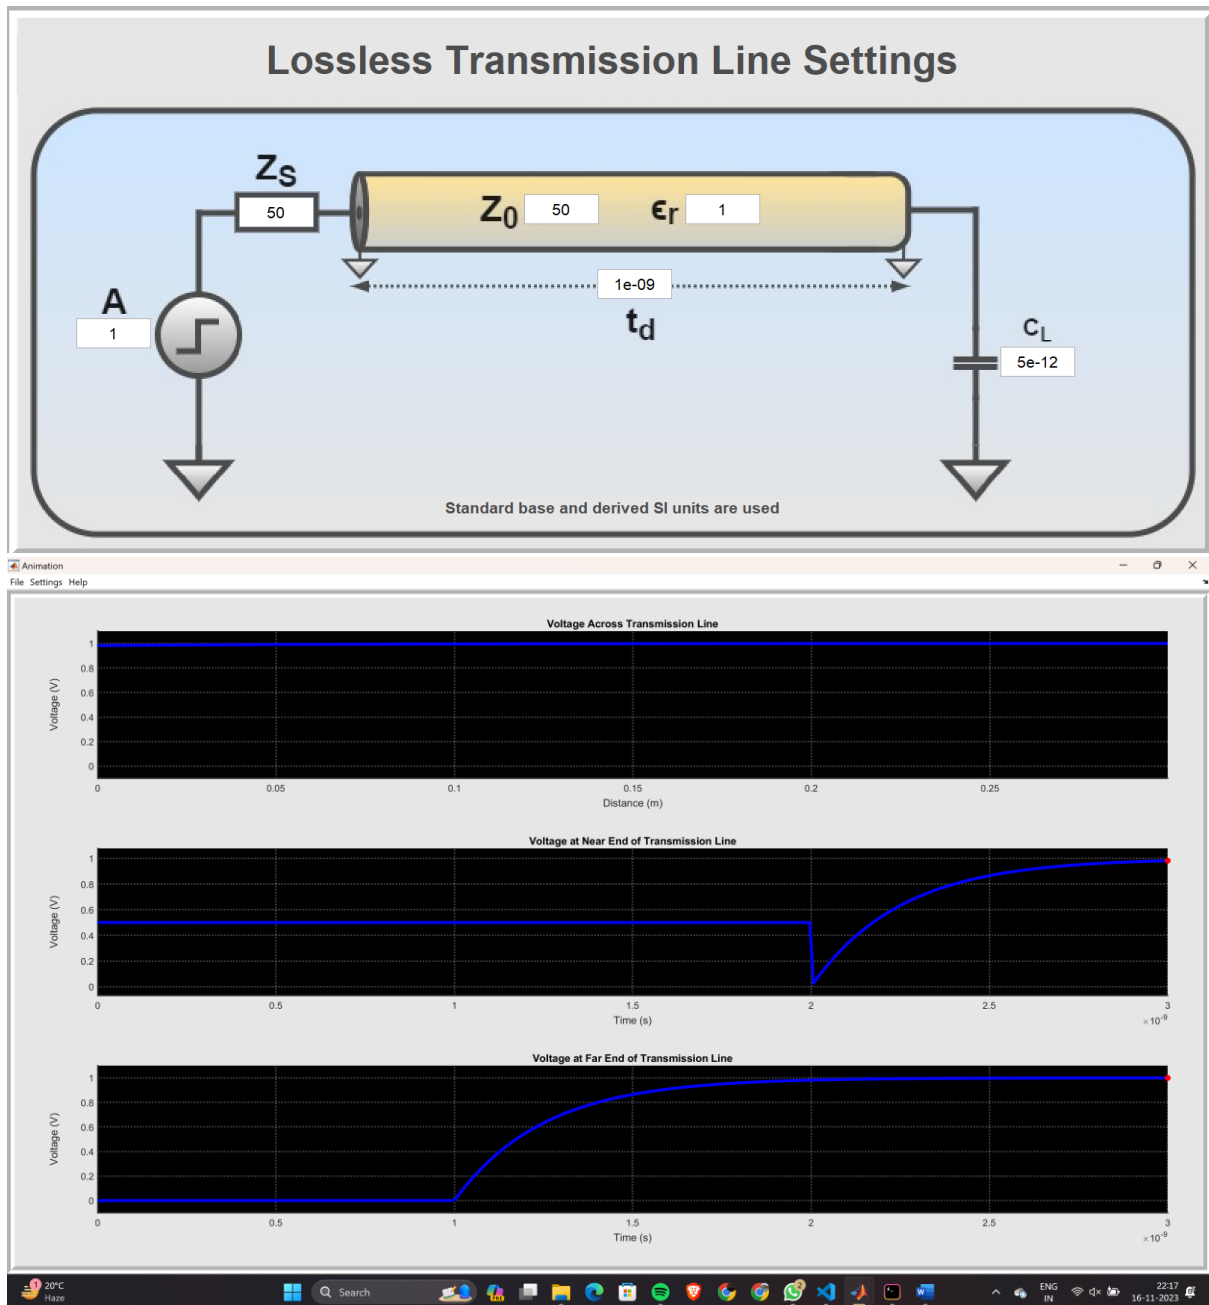 Lossless Transmission Line Settings
ZS
50
Z0 50 ϵr 1
1e-09
td
A
1
CL
5e-12
Standard base and derived SI units are used
Animation
File Settings Help
Voltage Across Transmission Line
Voltage (V)
1
0.8
0.6
0.4
0.2
0
0 0.05 0.1 0.15 0.2 0.25
Distance (m)
Voltage at Near End of Transmission Line
Voltage (V)
1
0.8
0.6
0.4
0.2
0
0 0.5 1 1.5 2 2.5 3
Time (s)
×10-9
Voltage at Far End of Transmission Line
Voltage (V)
1
0.8
0.6
0.4
0.2
0
0 0.5 1 1.5 2 2.5 3
Time (s)
×10-9
1
20°C
Haze
Search
PRE
2
W
ENG
IN
22:17
16-11-2023